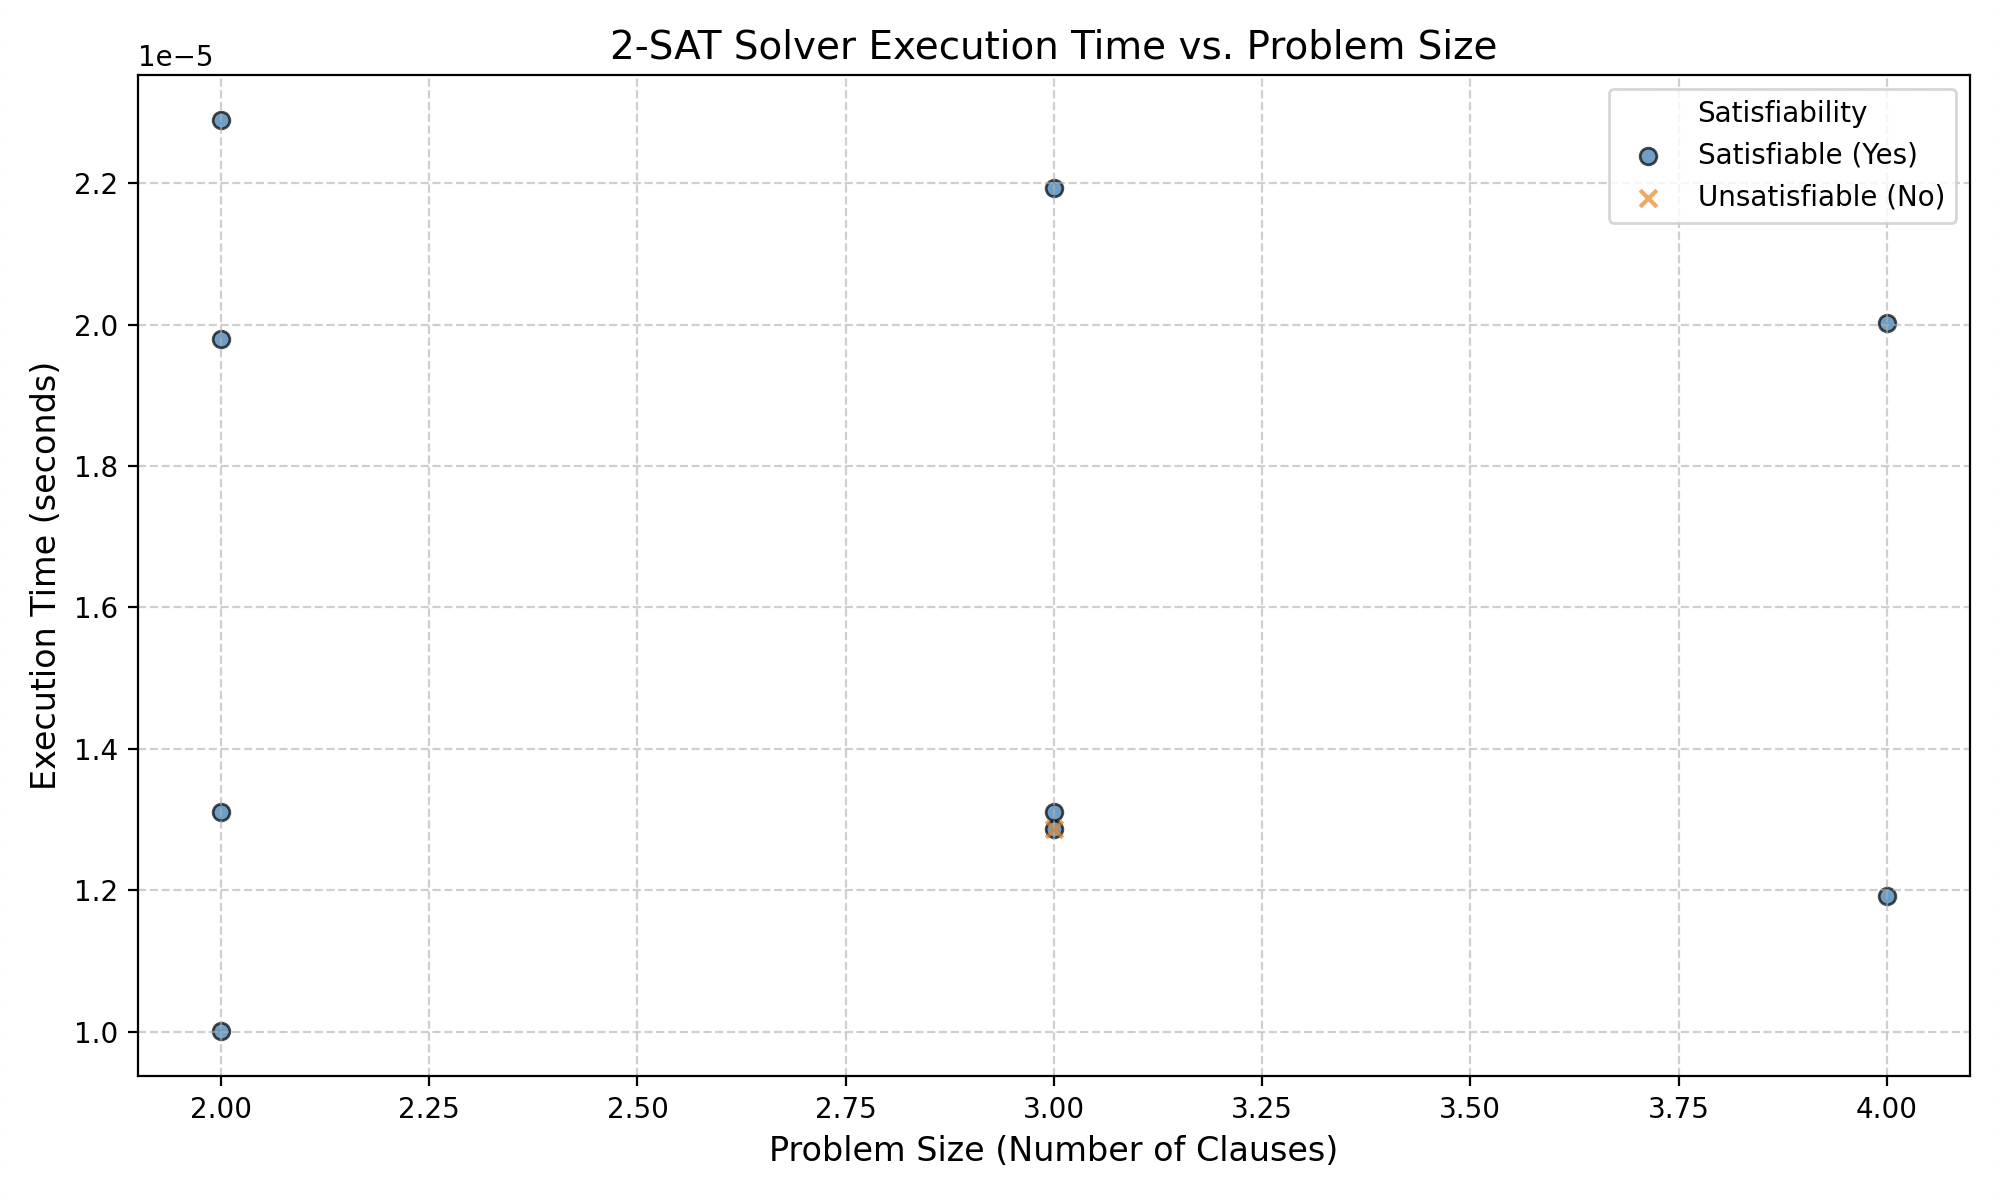 2-SAT Solver Execution Time vs. Problem Size
1e−5
Satisfiability
Satisfiable (Yes)
Unsatisfiable (No)
2.2
2.0
1.8
1.6
1.4
1.2
1.0
Execution Time (seconds)
2.00 2.25 2.50 2.75 3.00 3.25 3.50 3.75 4.00
Problem Size (Number of Clauses)